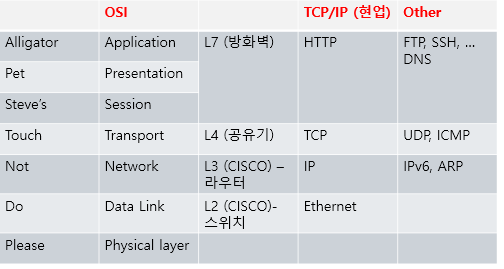 OSI TCP/IP (현업) Other
Alligator Application L7 (방화벽) HTTP FTP, SSH, ...
DNS
Pet Presentation
Steve's Session
Touch Transport L4 (공유기) TCP UDP, ICMP
Not Network L3 (CISCO) – IP IPv6, ARP
라우터
Do Data Link L2 (CISCO)- Ethernet
스위치
Please Physical layer